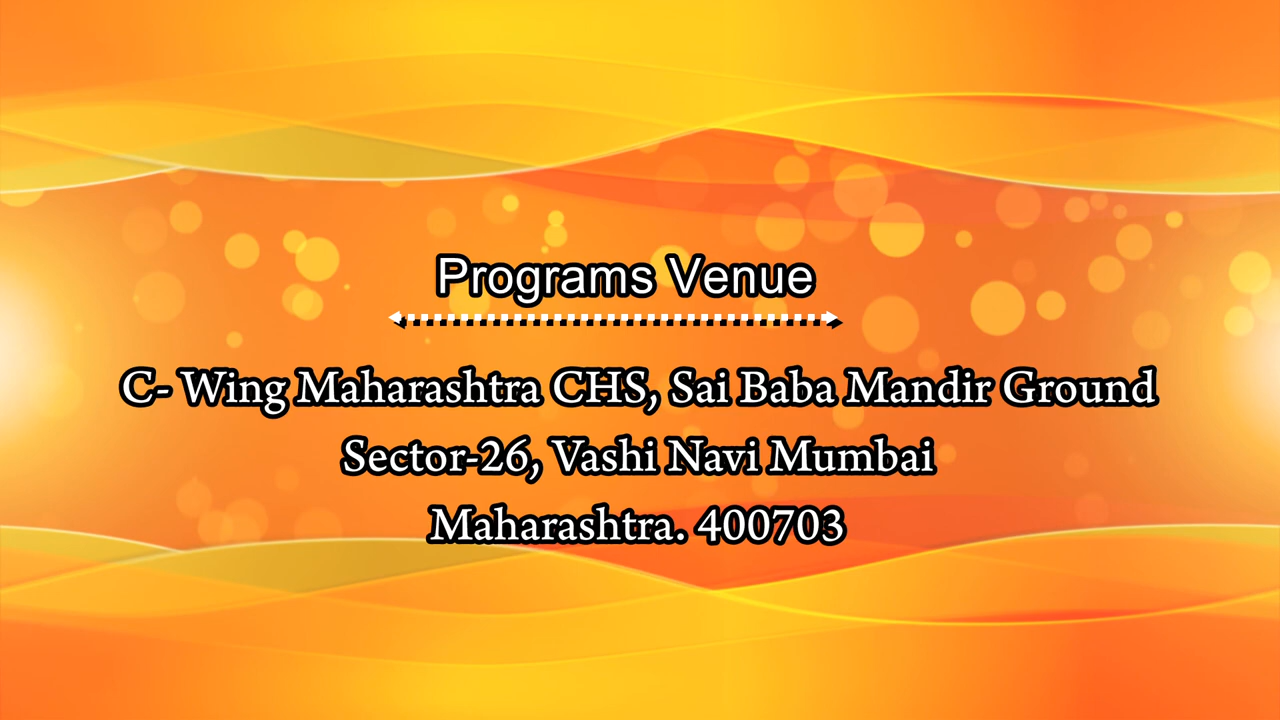 Programs Venue
C- Wing Maharashtra CHS, Sai Baba Mandir Ground
Sector-26, Vashi Navi Mumbai
Maharashtra. 400703